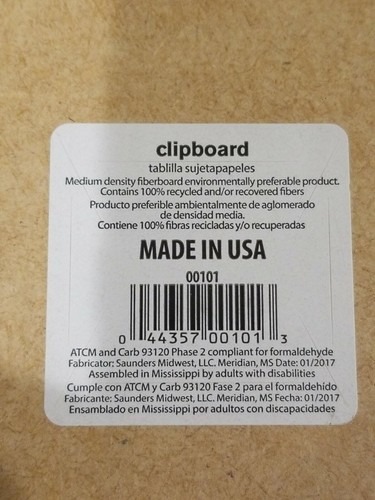 clipboard
tablilla sujetapapeles
Medium density fiberboard environmentally preferable product.
Contains 100% recycled and/or recovered fibers
Producto preferible ambientalmente de aglomerado
de densidad media.
Contiene 100% fibras recicladas y/o recuperadas
MADE IN USA
00101
0 44357 00101 3
ATCM and Carb 93120 Phase 2 compliant for formaldehyde
Fabricator: Saunders Midwest, LLC. Meridian, MS Date: 01/2017
Assembled in Mississippi by adults with disabilities
Cumple con ATCM y Carb 93120 Fase 2 para el formaldehído
Fabricante: Saunders Midwest, LLC. Meridian, MS Fecha: 01/2017
Ensamblado en Mississippi por adultos con discapacidades